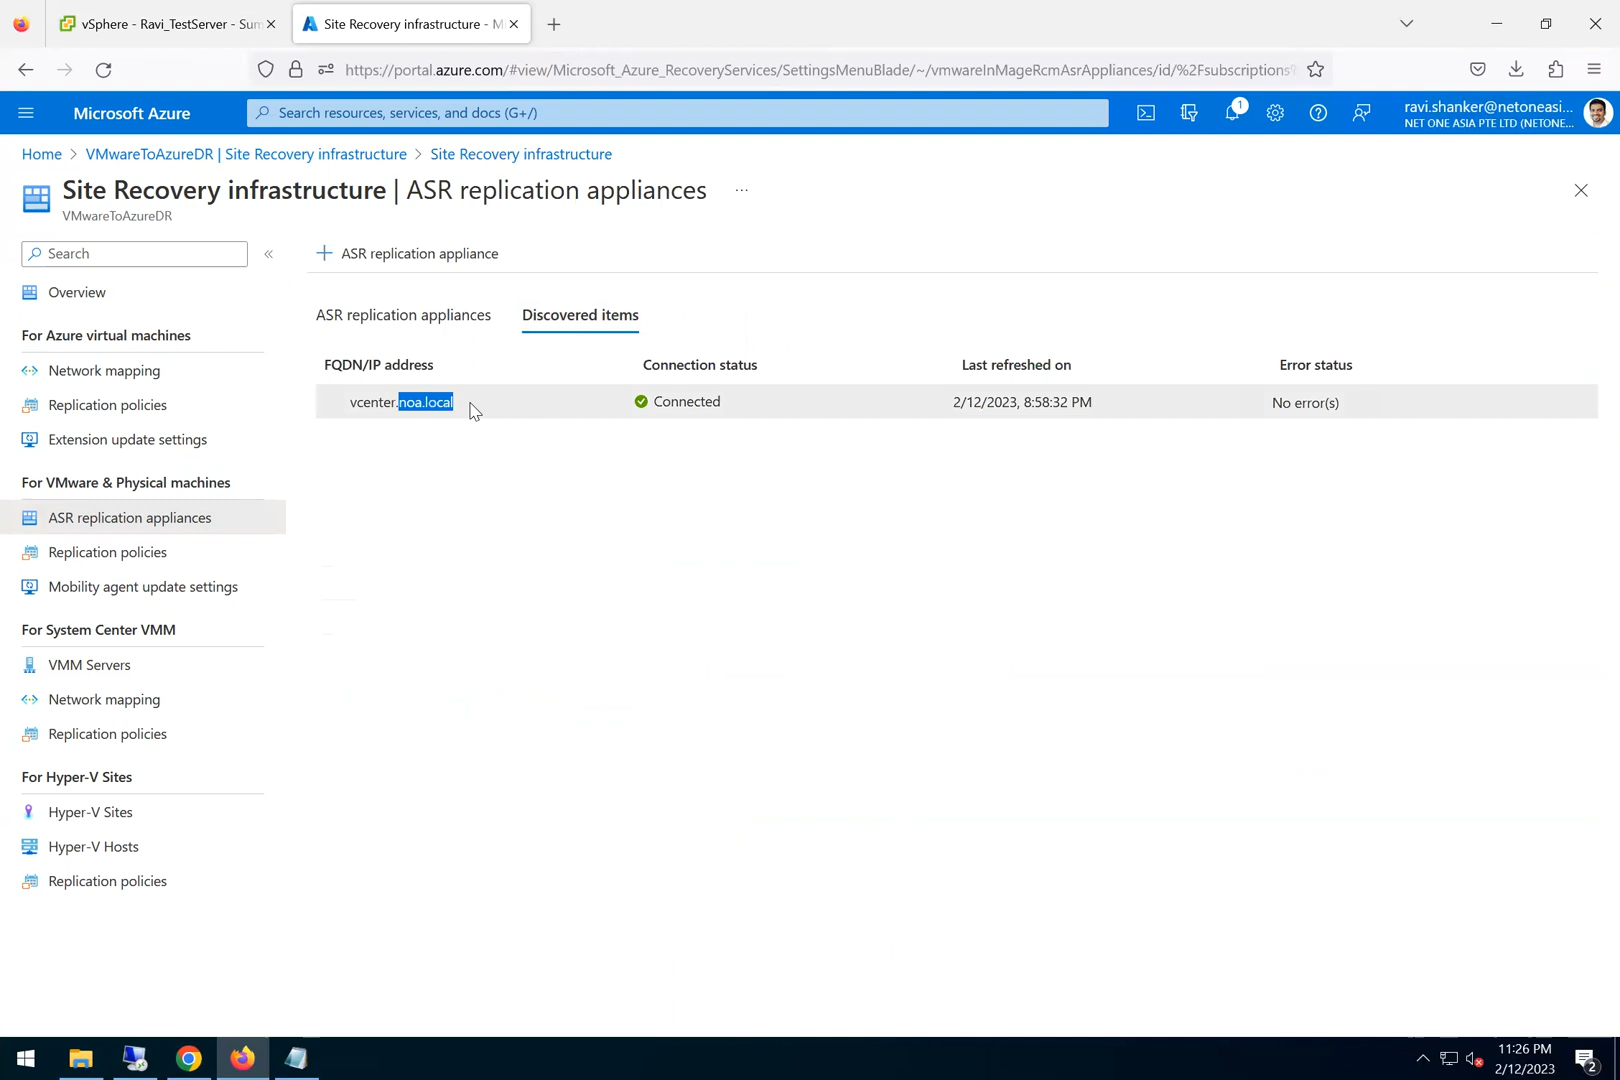 vSphere - Ravi_TestServer - Sum
Site Recovery infrastructure - M
https://portal.azure.com/#view/Microsoft_Azure_RecoveryServices/SettingsMenuBlade/~/vmwareInMageRcmAsrAppliances/id/%2Fsubscriptions%
Microsoft Azure
Search resources, services, and docs (G+/)
1
ravi.shanker@netoneasi...
NET ONE ASIA PTE LTD (NETONE...
Home > VMwareToAzureDR | Site Recovery infrastructure > Site Recovery infrastructure
Site Recovery infrastructure | ASR replication appliances ...
VMwareToAzureDR
Search
«
ASR replication appliance
Overview
For Azure virtual machines
Network mapping
Replication policies
Extension update settings
For VMware & Physical machines
ASR replication appliances
Replication policies
Mobility agent update settings
For System Center VMM
VMM Servers
Network mapping
Replication policies
For Hyper-V Sites
Hyper-V Sites
Hyper-V Hosts
Replication policies
ASR replication appliances
Discovered items
FQDN/IP address
Connection status
Last refreshed on
Error status
vcenter.noa.local
Connected
2/12/2023, 8:58:32 PM
No error(s)
11:26 PM
2/12/2023
2